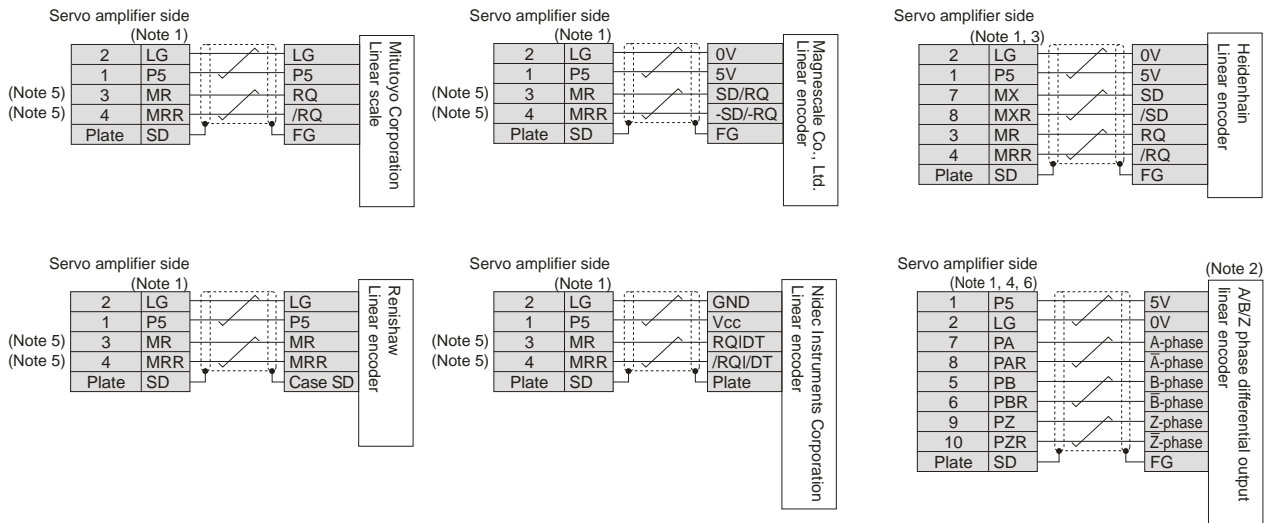 Servo amplifier side
(Note 1)
2 LG LG
1 P5 P5
(Note 5) 3 MR RQ
(Note 5) 4 MRR /RQ
Plate SD FG
Mitutoyo Corporation
Linear scale
Servo amplifier side
(Note 1)
2 LG 0V
1 P5 5V
(Note 5) 3 MR SD/RQ
(Note 5) 4 MRR -SD/-RQ
Plate SD FG
Magnescale Co., Ltd.
Linear encoder
Servo amplifier side
(Note 1, 3)
2 LG 0V
1 P5 5V
7 MX SD
8 MXR /SD
3 MR RQ
4 MRR /RQ
Plate SD FG
Heidenhain
Linear encoder
Servo amplifier side
(Note 1)
2 LG LG
1 P5 P5
(Note 5) 3 MR MR
(Note 5) 4 MRR MRR
Plate SD Case SD
Renishaw
Linear encoder
Servo amplifier side
(Note 1)
2 LG GND
1 P5 Vcc
(Note 5) 3 MR RQIDT
(Note 5) 4 MRR /RQI/DT
Plate SD Plate
Nidec Instruments Corporation
Linear encoder
Servo amplifier side
(Note 1, 4, 6)
(Note 2)
1 P5 5V
2 LG 0V
7 PA A-phase
8 PAR A̅-phase
5 PB B-phase
6 PBR B̅-phase
9 PZ Z-phase
10 PZR Z̅-phase
Plate SD FG
A/B/Z phase differential output
linear encoder